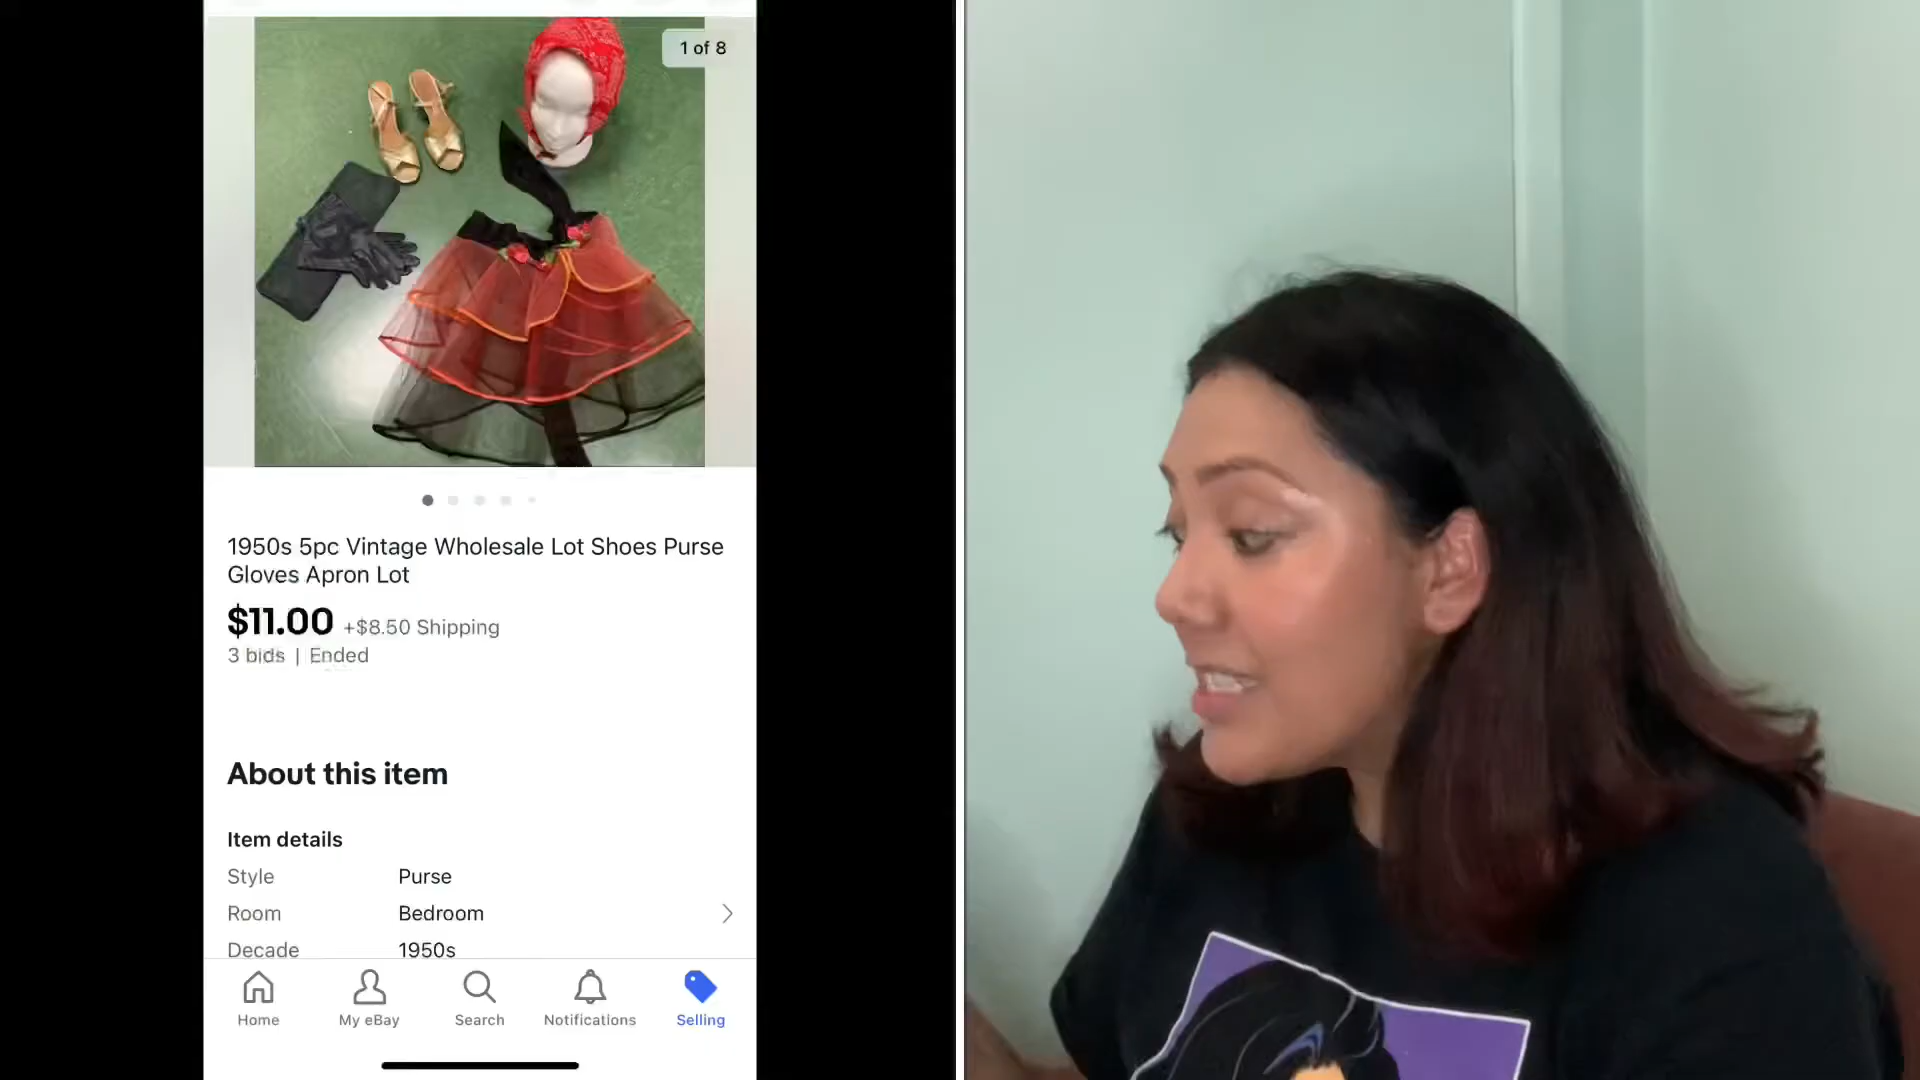 1 of 8
1950s 5pc Vintage Wholesale Lot Shoes Purse
Gloves Apron Lot
$11.00 +$8.50 Shipping
3 bids | Ended
About this item
Item details
Style Purse
Room Bedroom
Decade 1950s
Home My eBay Search Notifications Selling